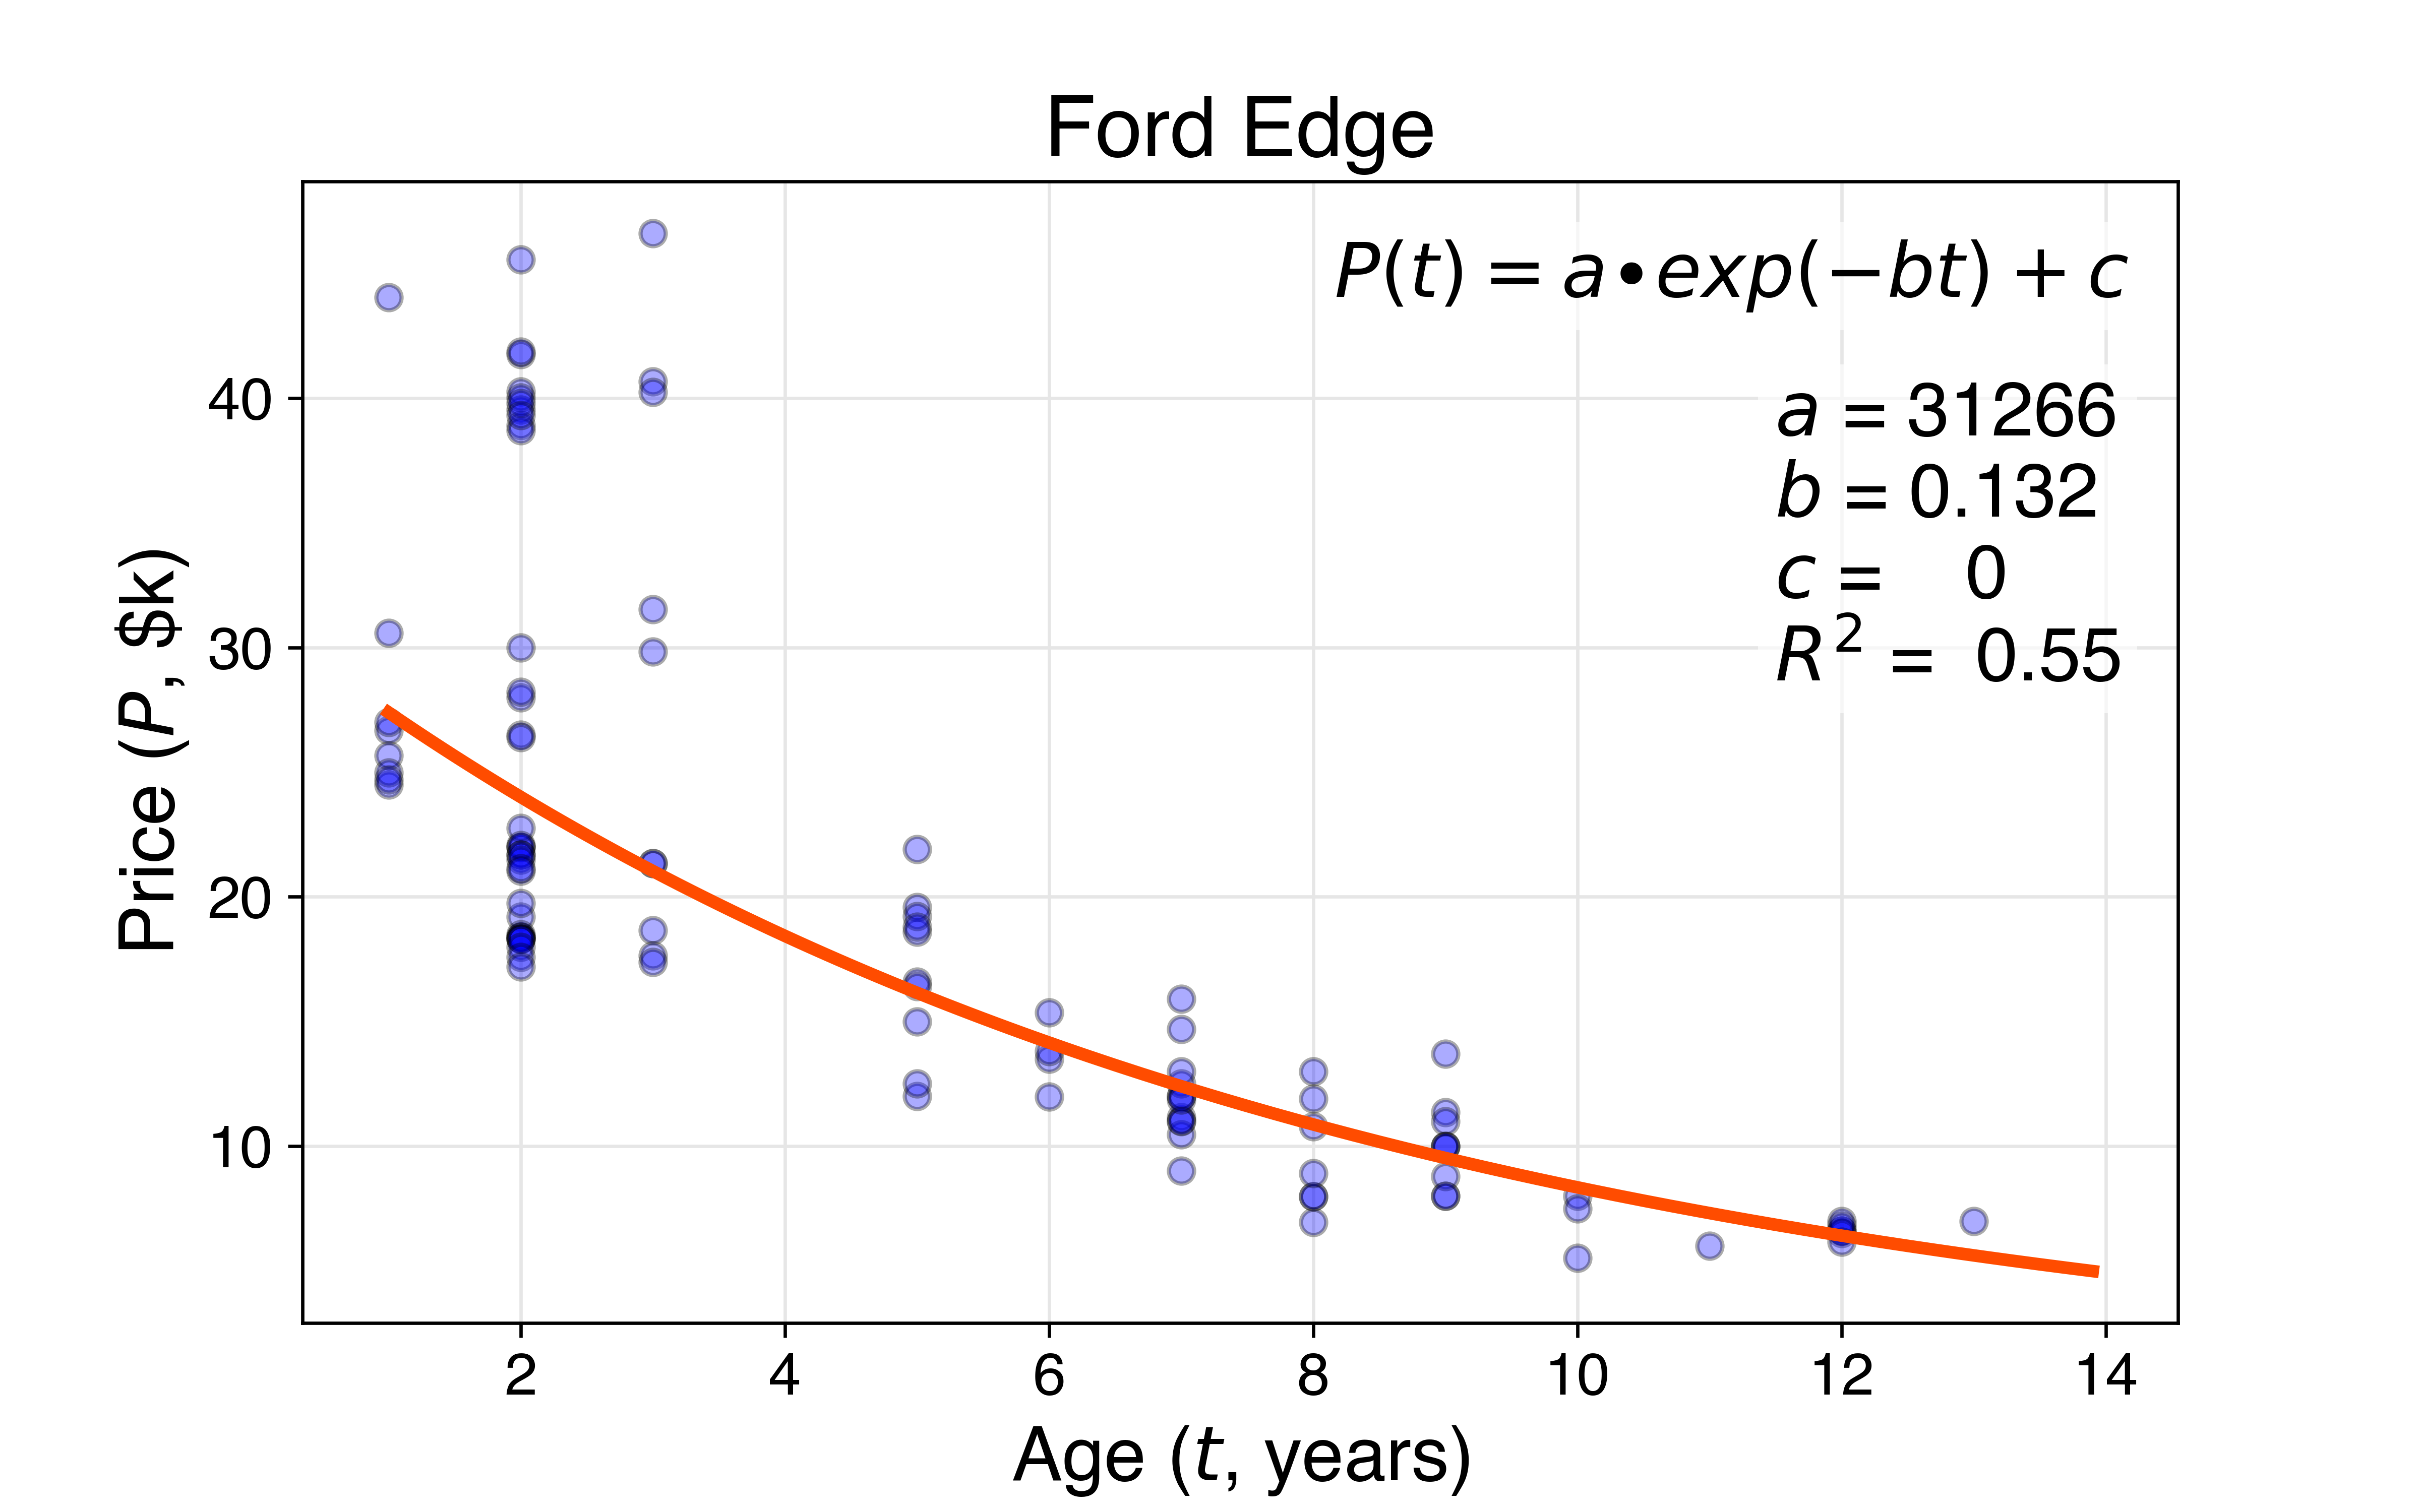 Ford Edge
P(t) = a•exp(−bt) + c
a = 31266
b = 0.132
c = 0
R² = 0.55
Price (P, $k)
40
30
20
10
2 4 6 8 10 12 14
Age (t, years)